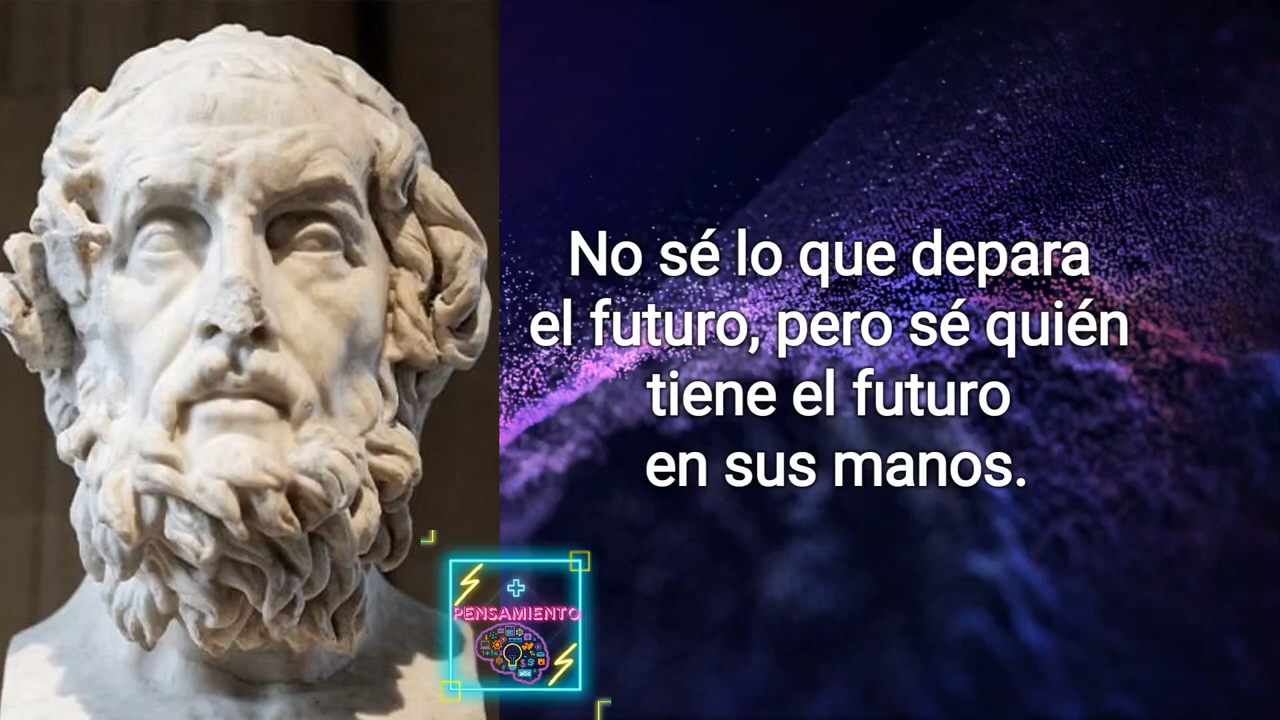 No sé lo que depara
el futuro, pero sé quién
tiene el futuro
en sus manos.
PENSAMIENTO